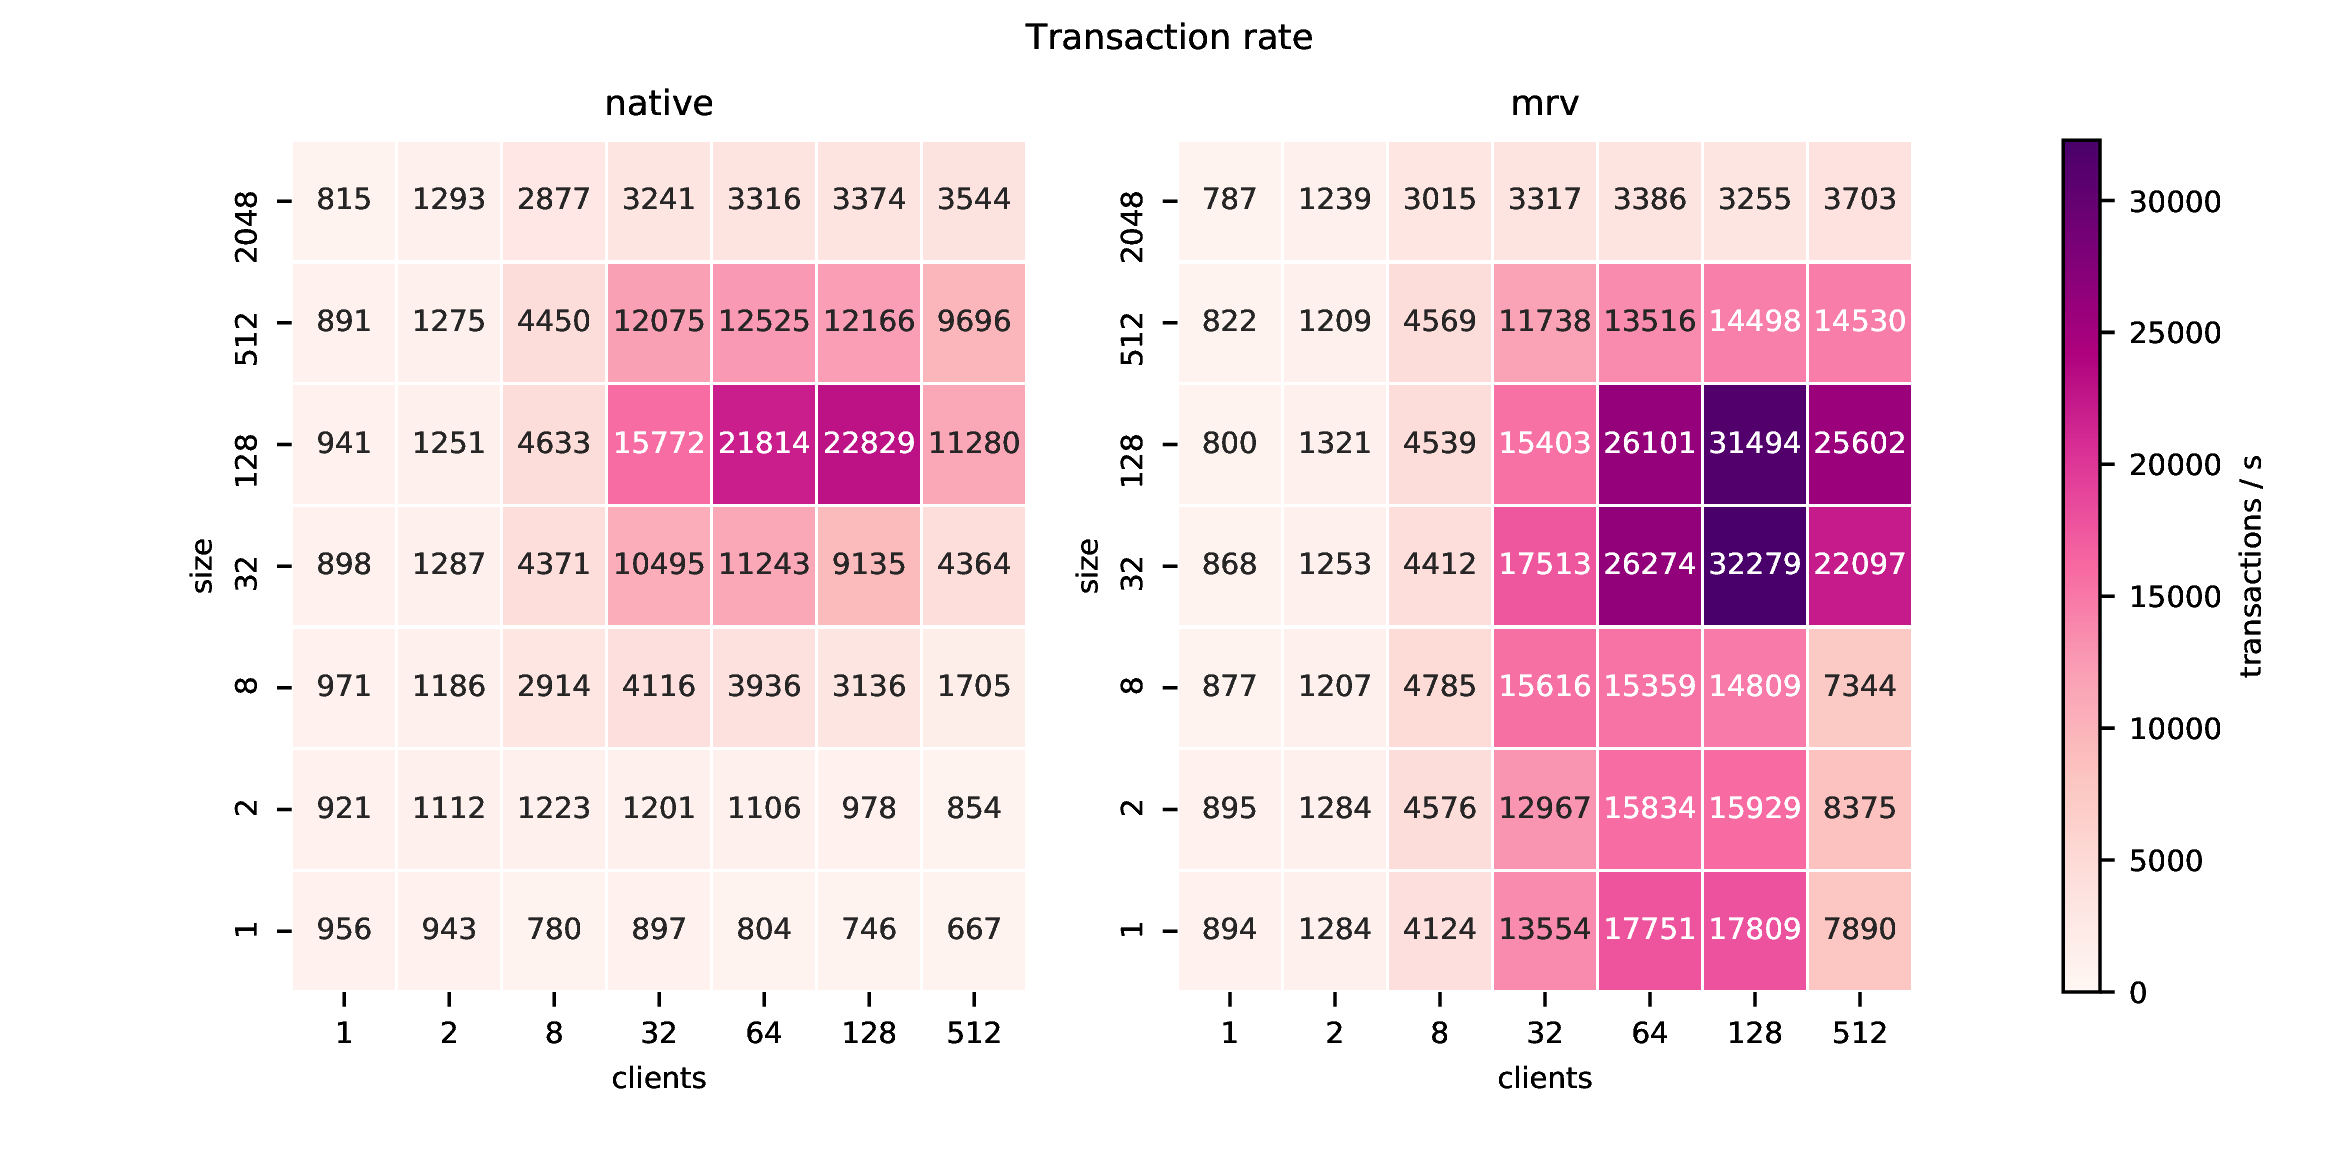 Transaction rate
native
2048 815 1293 2877 3241 3316 3374 3544
512 891 1275 4450 12075 12525 12166 9696
128 941 1251 4633 15772 21814 22829 11280
32 898 1287 4371 10495 11243 9135 4364
8 971 1186 2914 4116 3936 3136 1705
2 921 1112 1223 1201 1106 978 854
1 956 943 780 897 804 746 667
size
1 2 8 32 64 128 512
clients
mrv
2048 787 1239 3015 3317 3386 3255 3703
512 822 1209 4569 11738 13516 14498 14530
128 800 1321 4539 15403 26101 31494 25602
32 868 1253 4412 17513 26274 32279 22097
8 877 1207 4785 15616 15359 14809 7344
2 895 1284 4576 12967 15834 15929 8375
1 894 1284 4124 13554 17751 17809 7890
size
1 2 8 32 64 128 512
clients
30000
25000
20000
15000
10000
5000
0
transactions / s